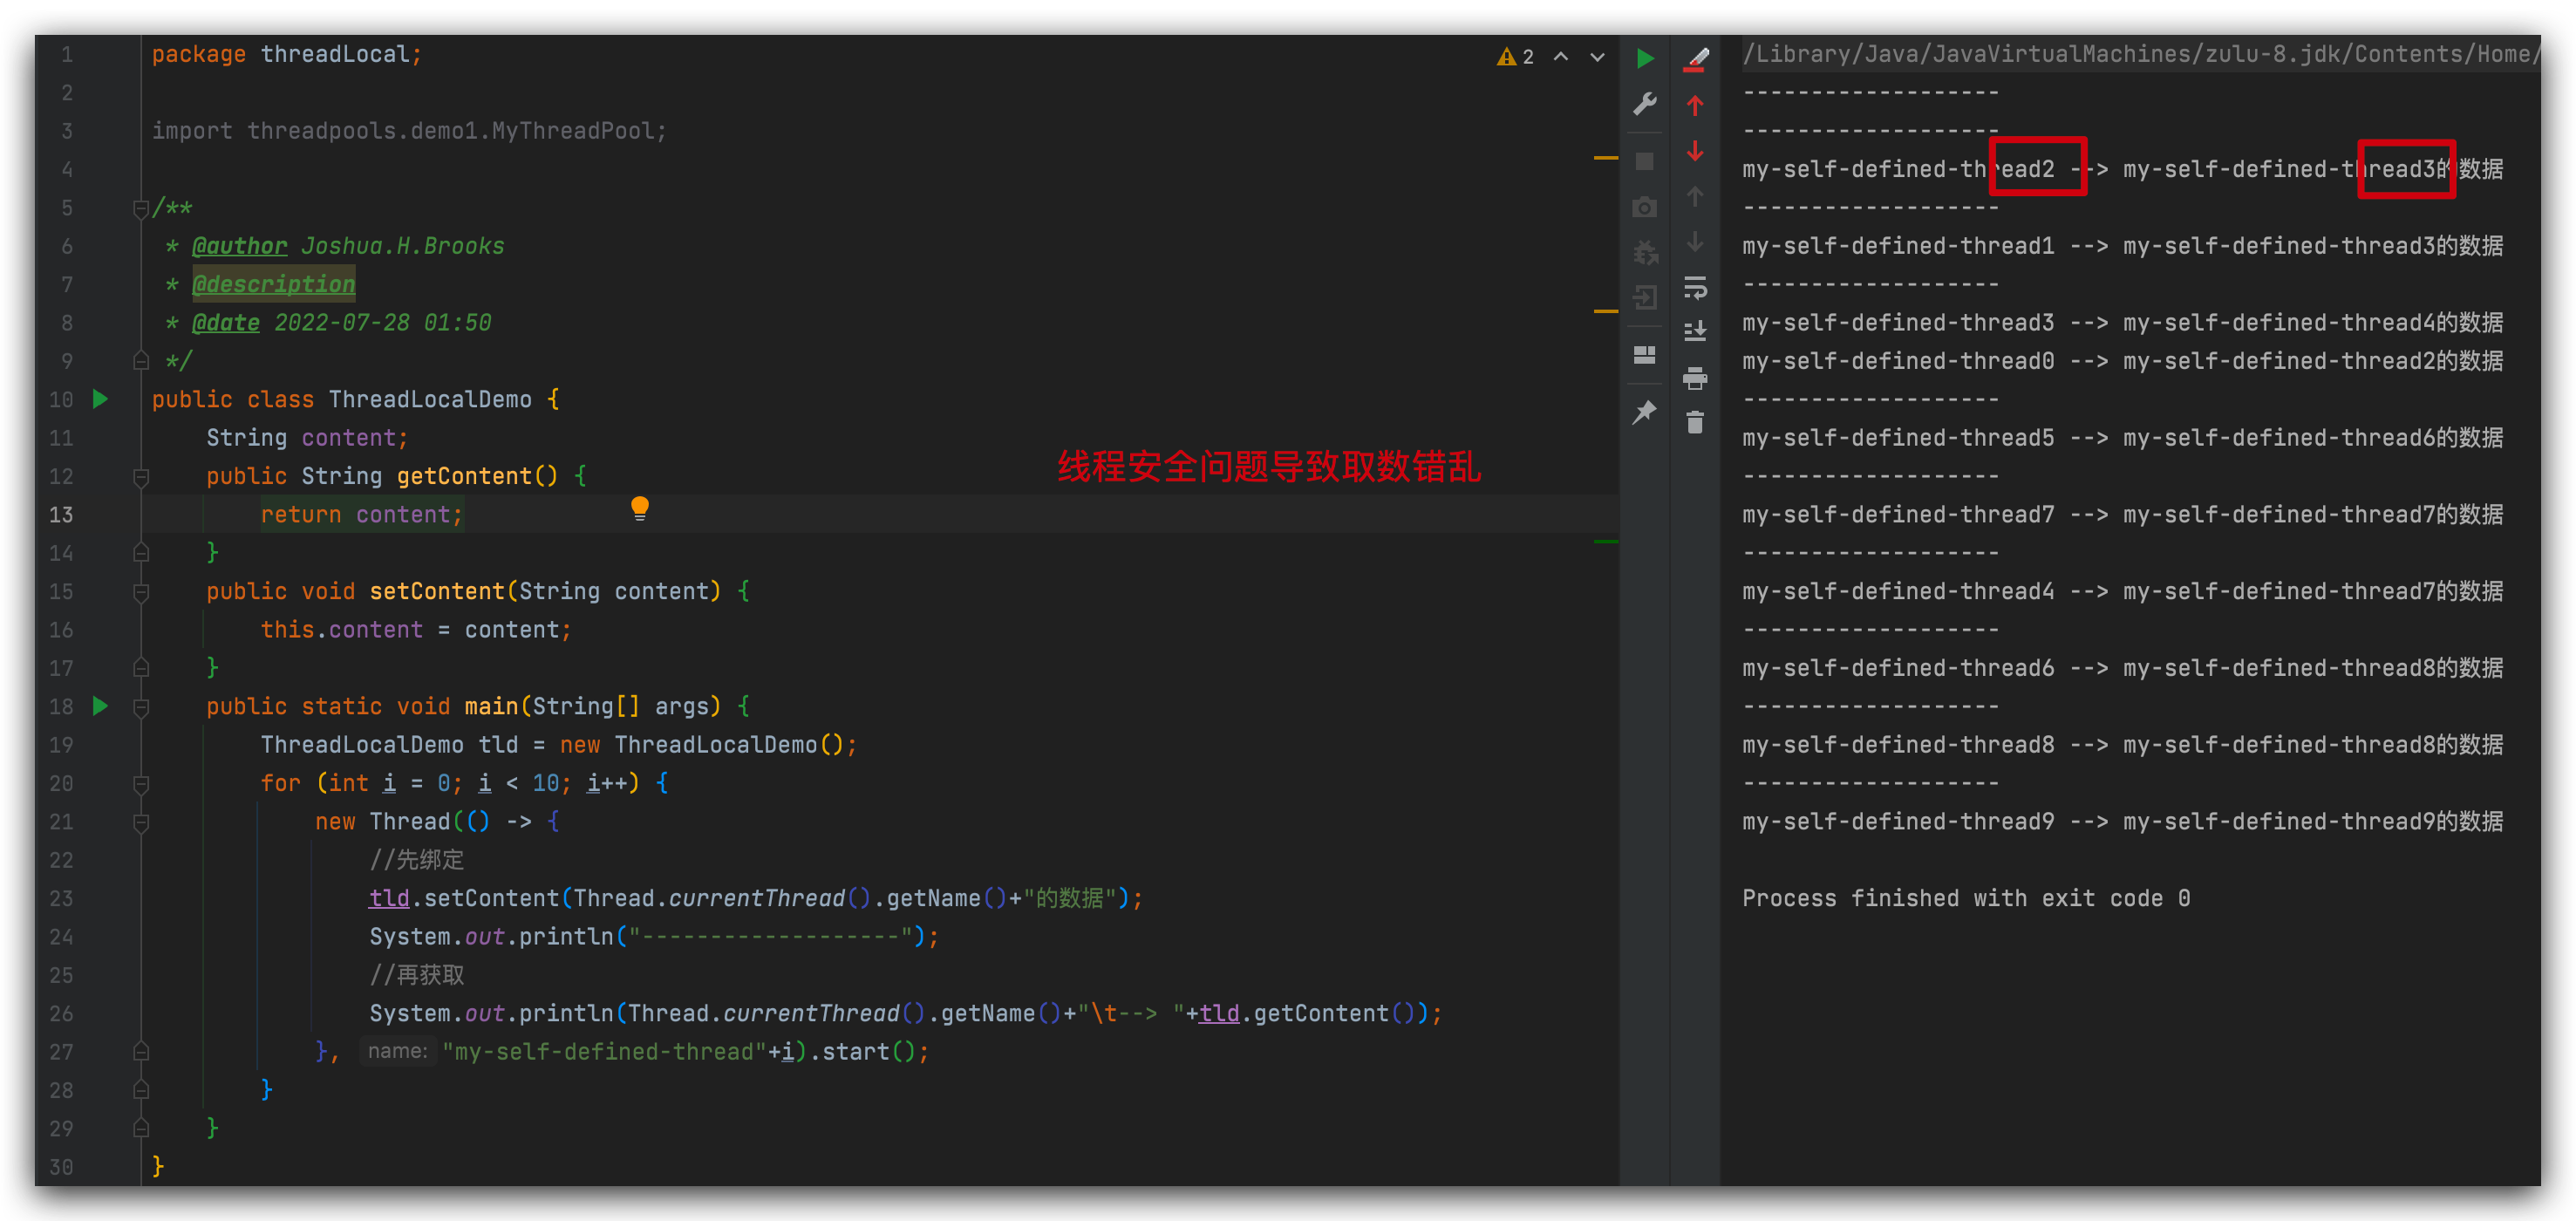 package threadLocal;
import threadpools.demo1.MyThreadPool;
/**
 * @author Joshua.H.Brooks
 * @description
 * @date 2022-07-28 01:50
 */
public class ThreadLocalDemo {
    String content;
    public String getContent() {
        return content;
    }
    public void setContent(String content) {
        this.content = content;
    }
    public static void main(String[] args) {
        ThreadLocalDemo tld = new ThreadLocalDemo();
        for (int i = 0; i < 10; i++) {
            new Thread(() -> {
                //先绑定
                tld.setContent(Thread.currentThread().getName()+"的数据");
                System.out.println("-------------------");
                //再获取
                System.out.println(Thread.currentThread().getName()+"\t--> "+tld.getContent());
            }, name: "my-self-defined-thread"+i).start();
        }
    }
}
1
2
3
4
5
6
7
8
9
10
11
12
13
14
15
16
17
18
19
20
21
22
23
24
25
26
27
28
29
30
2
线程安全问题导致取数错乱
/Library/Java/JavaVirtualMachines/zulu-8.jdk/Contents/Home/
-------------------
-------------------
my-self-defined-thread2 --> my-self-defined-thread3的数据
-------------------
my-self-defined-thread1 --> my-self-defined-thread3的数据
-------------------
my-self-defined-thread3 --> my-self-defined-thread4的数据
my-self-defined-thread0 --> my-self-defined-thread2的数据
-------------------
my-self-defined-thread5 --> my-self-defined-thread6的数据
-------------------
my-self-defined-thread7 --> my-self-defined-thread7的数据
-------------------
my-self-defined-thread4 --> my-self-defined-thread7的数据
-------------------
my-self-defined-thread6 --> my-self-defined-thread8的数据
-------------------
my-self-defined-thread8 --> my-self-defined-thread8的数据
-------------------
my-self-defined-thread9 --> my-self-defined-thread9的数据
Process finished with exit code 0